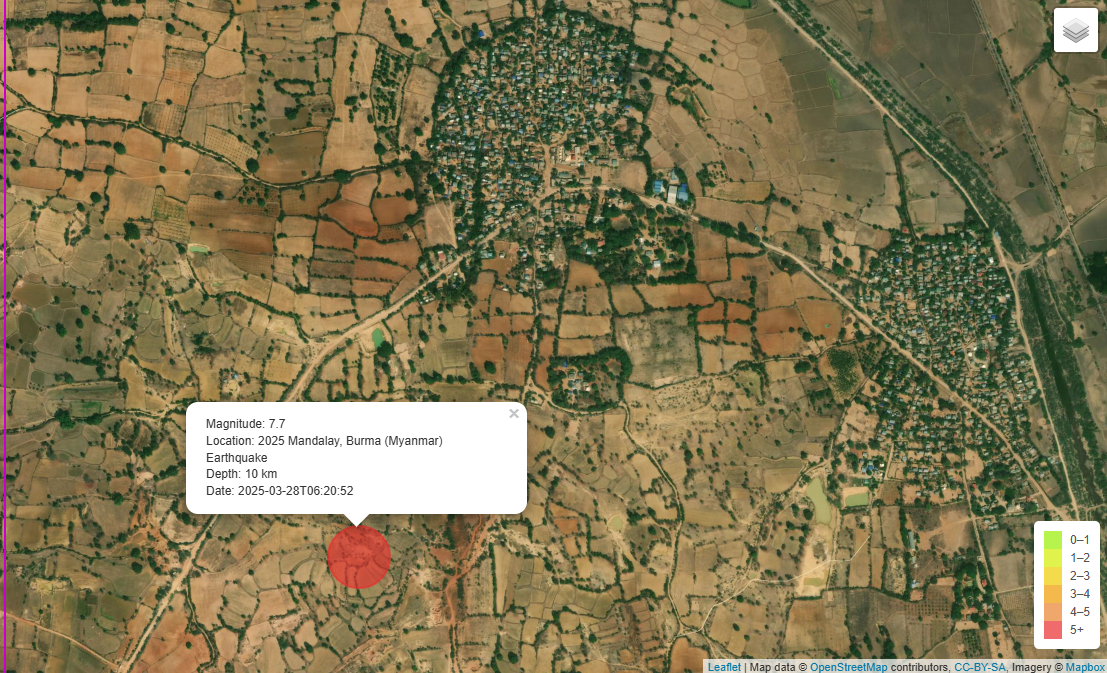 ×
Magnitude: 7.7
Location: 2025 Mandalay, Burma (Myanmar)
Earthquake
Depth: 10 km
Date: 2025-03-28T06:20:52
0–1
1–2
2–3
3–4
4–5
5+
Leaflet | Map data © OpenStreetMap contributors, CC-BY-SA, Imagery © Mapbox